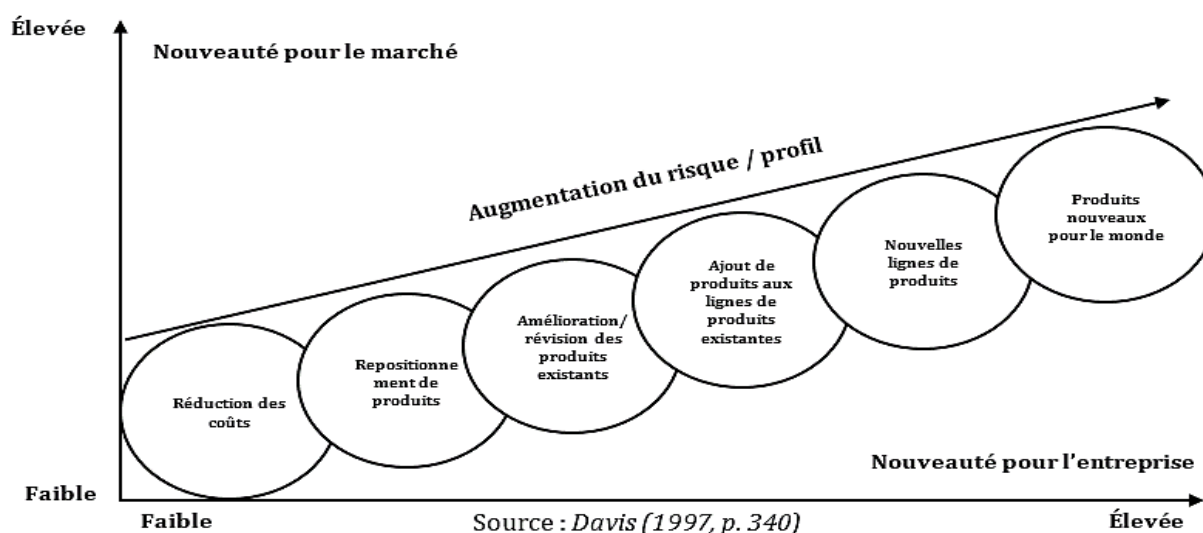 Élevée
Nouveauté pour le marché
Augmentation du risque / profil
Produits
nouveaux
pour le monde
Nouvelles
lignes de
produits
Ajout de
produits aux
lignes de
produits
existantes
Amélioration/
révision des
produits
existants
Repositionne
ment de
produits
Réduction des
coûts
Nouveauté pour l'entreprise
Faible
Faible
Source : Davis (1997, p. 340)
Élevée